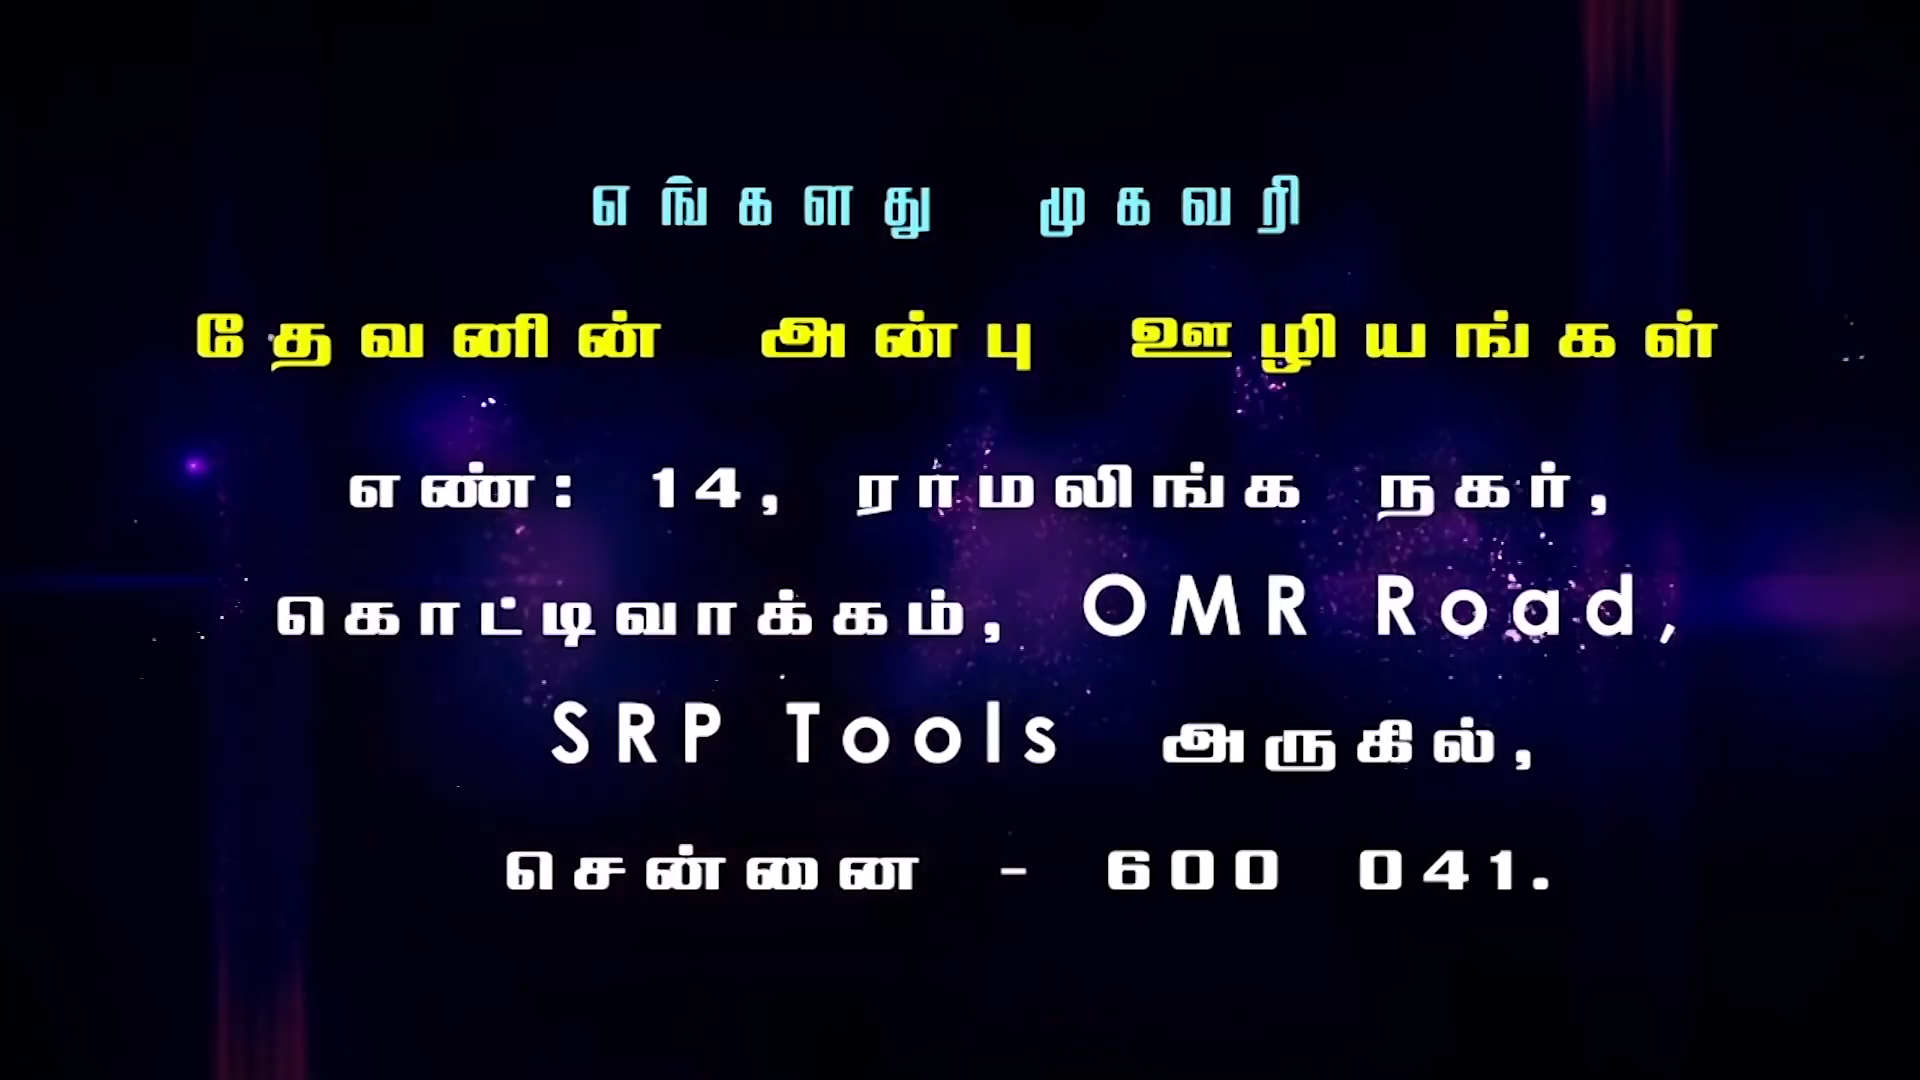 எங்களது முகவரி
தேவனின் அன்பு ஊழியங்கள்
எண்: 14, ராமலிங்க நகர்,
கொட்டிவாக்கம், OMR Road,
SRP Tools அருகில்,
சென்னை - 600 041.